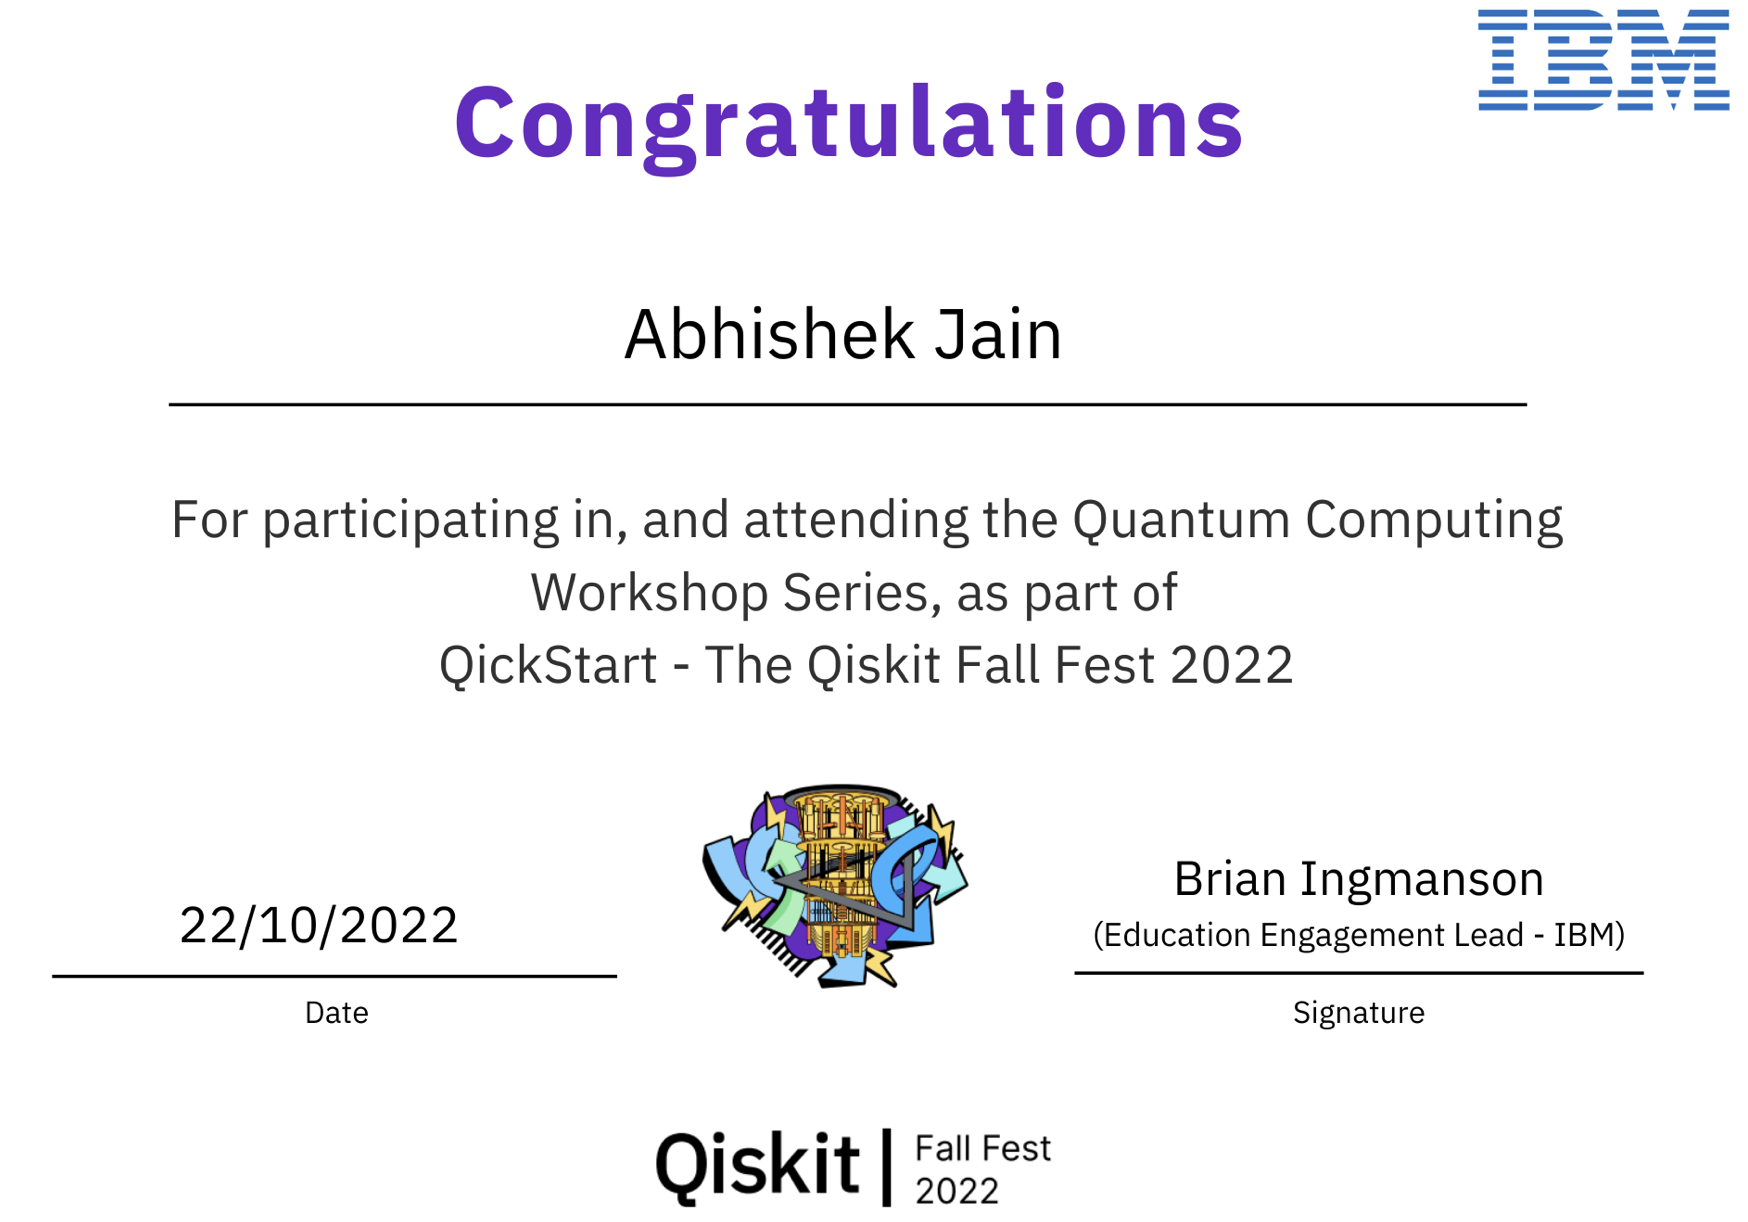 IBM
Congratulations
Abhishek Jain
For participating in, and attending the Quantum Computing
Workshop Series, as part of
QickStart - The Qiskit Fall Fest 2022
22/10/2022
Date
Brian Ingmanson
(Education Engagement Lead - IBM)
Signature
Qiskit | Fall Fest
2022